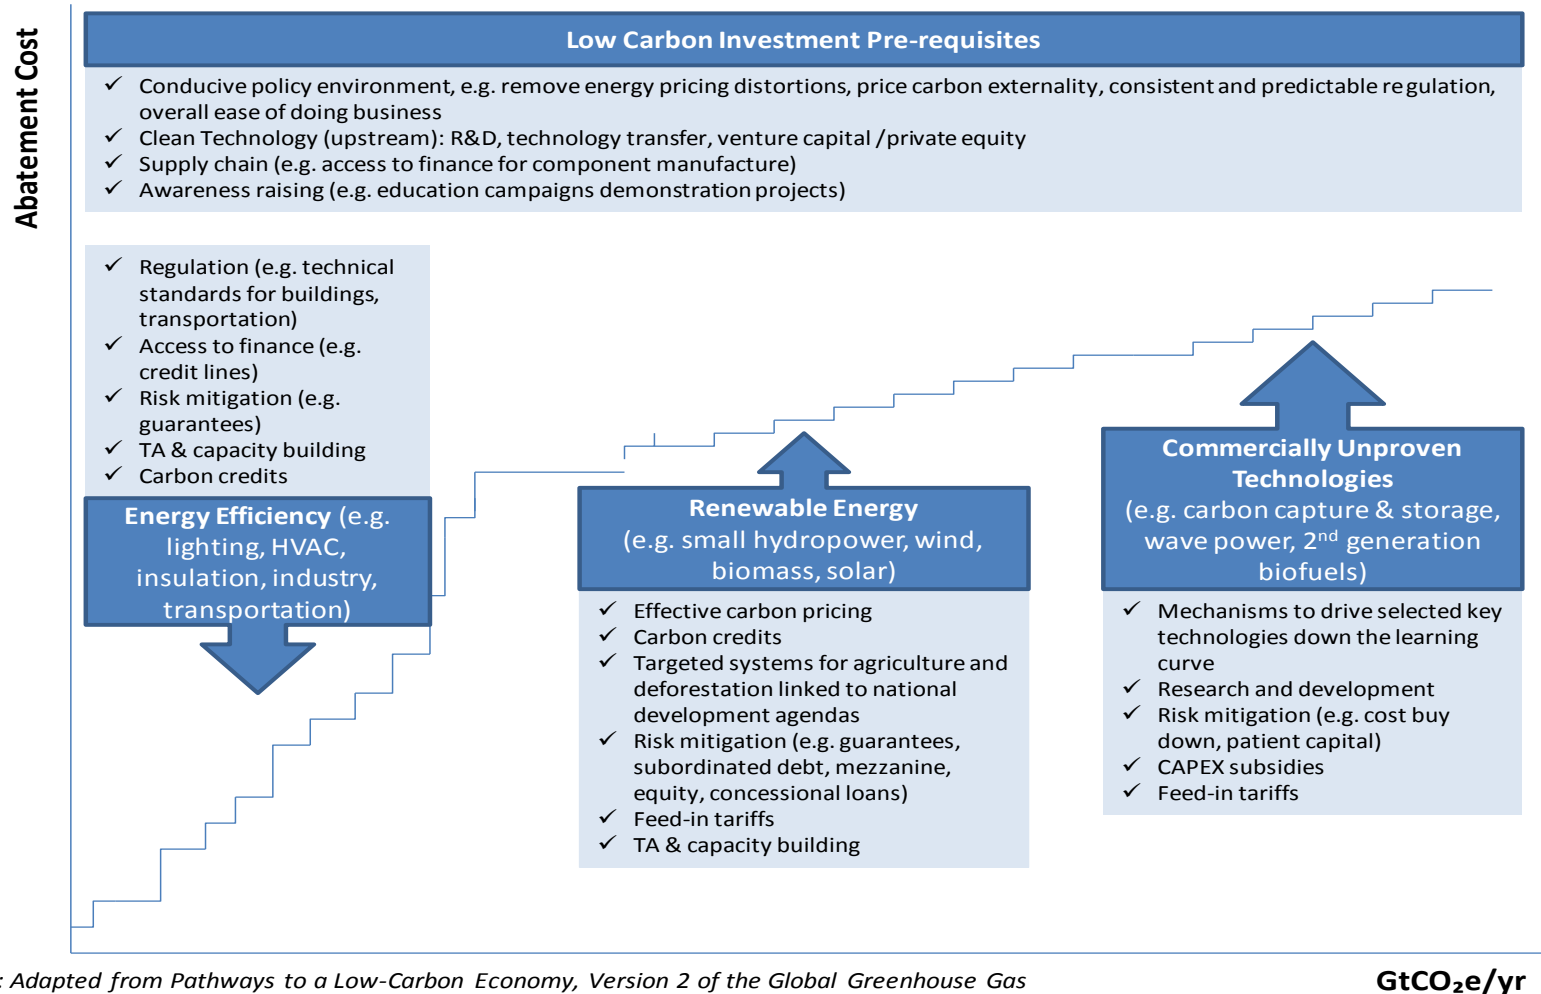 Abatement Cost
Low Carbon Investment Pre-requisites
✓ Conducive policy environment, e.g. remove energy pricing distortions, price carbon externality, consistent and predictable regulation,
overall ease of doing business
✓ Clean Technology (upstream): R&D, technology transfer, venture capital /private equity
✓ Supply chain (e.g. access to finance for component manufacture)
✓ Awareness raising (e.g. education campaigns demonstration projects)
✓ Regulation (e.g. technical
standards for buildings,
transportation)
✓ Access to finance (e.g.
credit lines)
✓ Risk mitigation (e.g.
guarantees)
✓ TA & capacity building
✓ Carbon credits
Energy Efficiency (e.g.
lighting, HVAC,
insulation, industry,
transportation)
Renewable Energy
(e.g. small hydropower, wind,
biomass, solar)
✓ Effective carbon pricing
✓ Carbon credits
✓ Targeted systems for agriculture and
deforestation linked to national
development agendas
✓ Risk mitigation (e.g. guarantees,
subordinated debt, mezzanine,
equity, concessional loans)
✓ Feed-in tariffs
✓ TA & capacity building
Commercially Unproven
Technologies
(e.g. carbon capture & storage,
wave power, 2nd generation
biofuels)
✓ Mechanisms to drive selected key
technologies down the learning
curve
✓ Research and development
✓ Risk mitigation (e.g. cost buy
down, patient capital)
✓ CAPEX subsidies
✓ Feed-in tariffs
: Adapted from Pathways to a Low-Carbon Economy, Version 2 of the Global Greenhouse Gas
GtCO₂e/yr